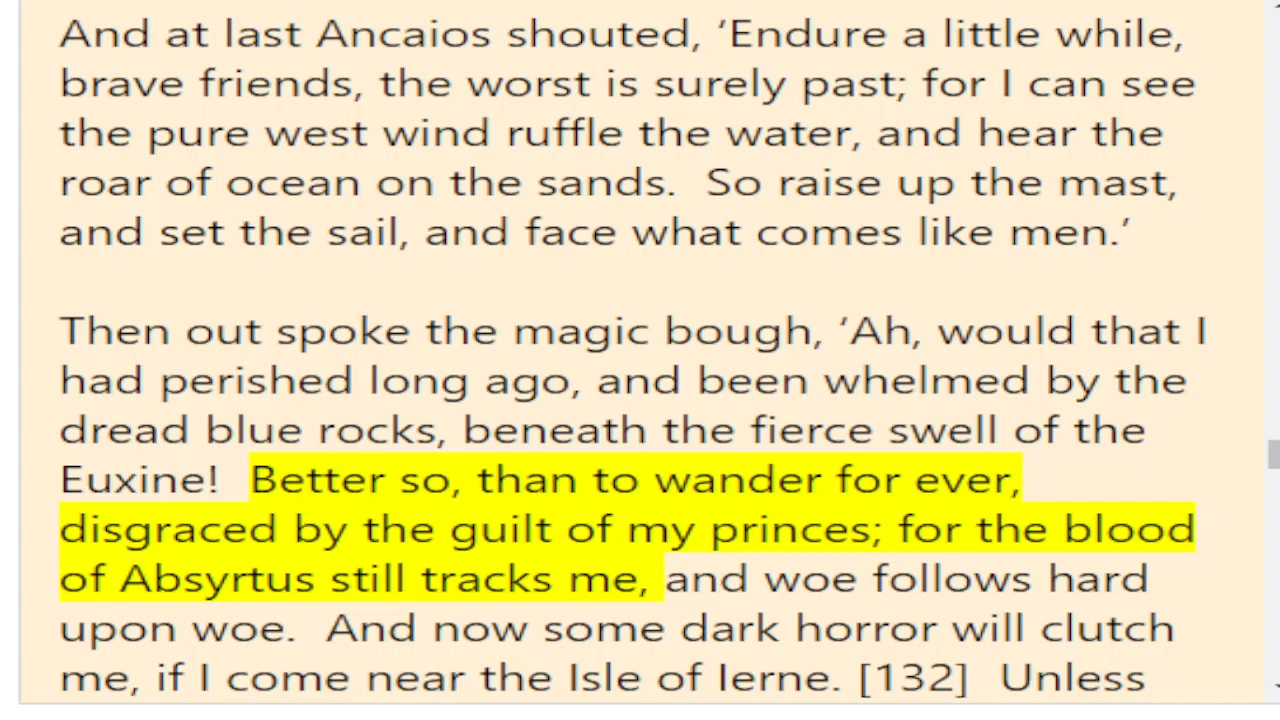 And at last Ancaios shouted, ‘Endure a little while,
brave friends, the worst is surely past; for I can see
the pure west wind ruffle the water, and hear the
roar of ocean on the sands.  So raise up the mast,
and set the sail, and face what comes like men.’
Then out spoke the magic bough, ‘Ah, would that I
had perished long ago, and been whelmed by the
dread blue rocks, beneath the fierce swell of the
Euxine!  Better so, than to wander for ever,
disgraced by the guilt of my princes; for the blood
of Absyrtus still tracks me, and woe follows hard
upon woe.  And now some dark horror will clutch
me, if I come near the Isle of Ierne. [132]  Unless